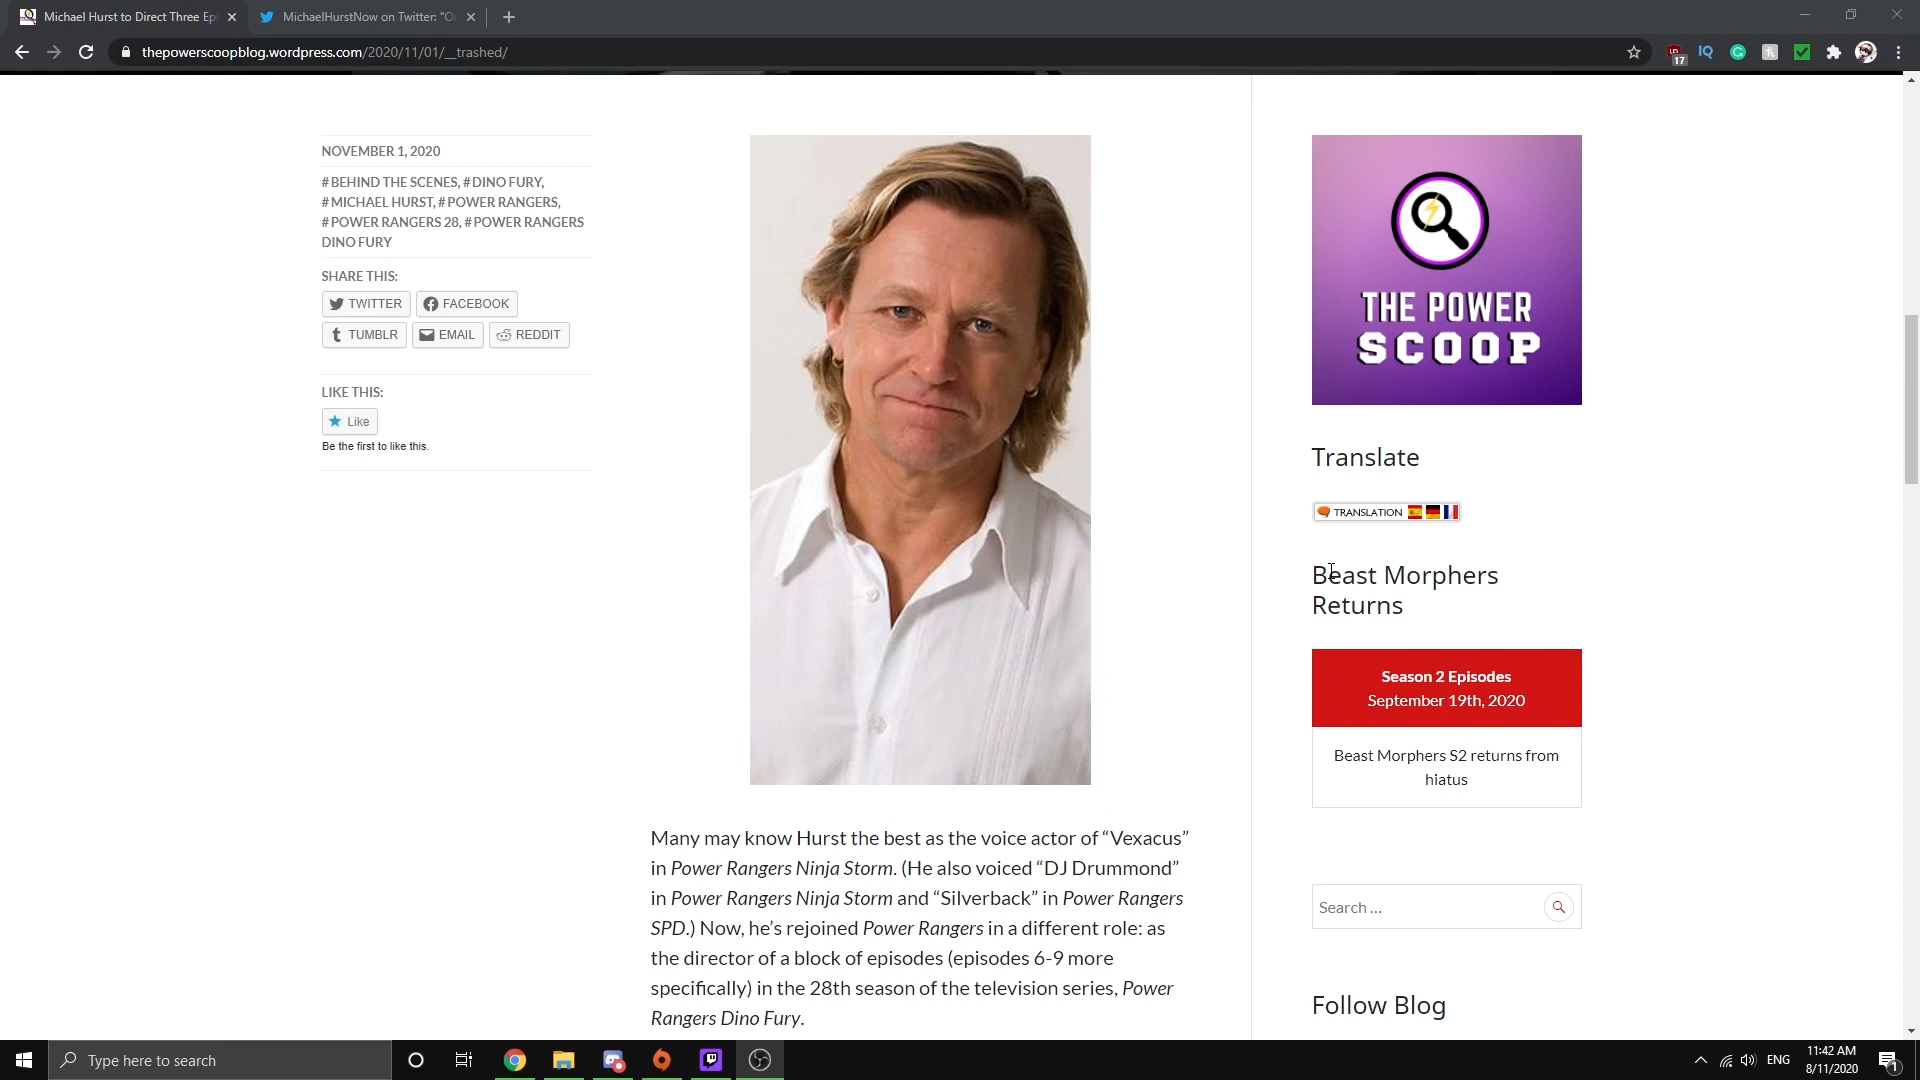 Michael Hurst to Direct Three Ep
MichaelHurstNow on Twitter: "O
thepowerscoopblog.wordpress.com/2020/11/01/__trashed/
17
IQ
NOVEMBER 1, 2020
# BEHIND THE SCENES, # DINO FURY,
# MICHAEL HURST, # POWER RANGERS,
# POWER RANGERS 28, # POWER RANGERS
DINO FURY
SHARE THIS:
TWITTER
FACEBOOK
TUMBLR
EMAIL
REDDIT
LIKE THIS:
Like
Be the first to like this.
Many may know Hurst the best as the voice actor of “Vexacus”
in Power Rangers Ninja Storm. (He also voiced “DJ Drummond”
in Power Rangers Ninja Storm and “Silverback” in Power Rangers
SPD.) Now, he’s rejoined Power Rangers in a different role: as
the director of a block of episodes (episodes 6-9 more
specifically) in the 28th season of the television series, Power
Rangers Dino Fury.
THE POWER
SCOOP
Translate
TRANSLATION
Beast Morphers
Returns
Season 2 Episodes
September 19th, 2020
Beast Morphers S2 returns from
hiatus
Search ...
Follow Blog
Type here to search
ENG
11:42 AM
8/11/2020
1